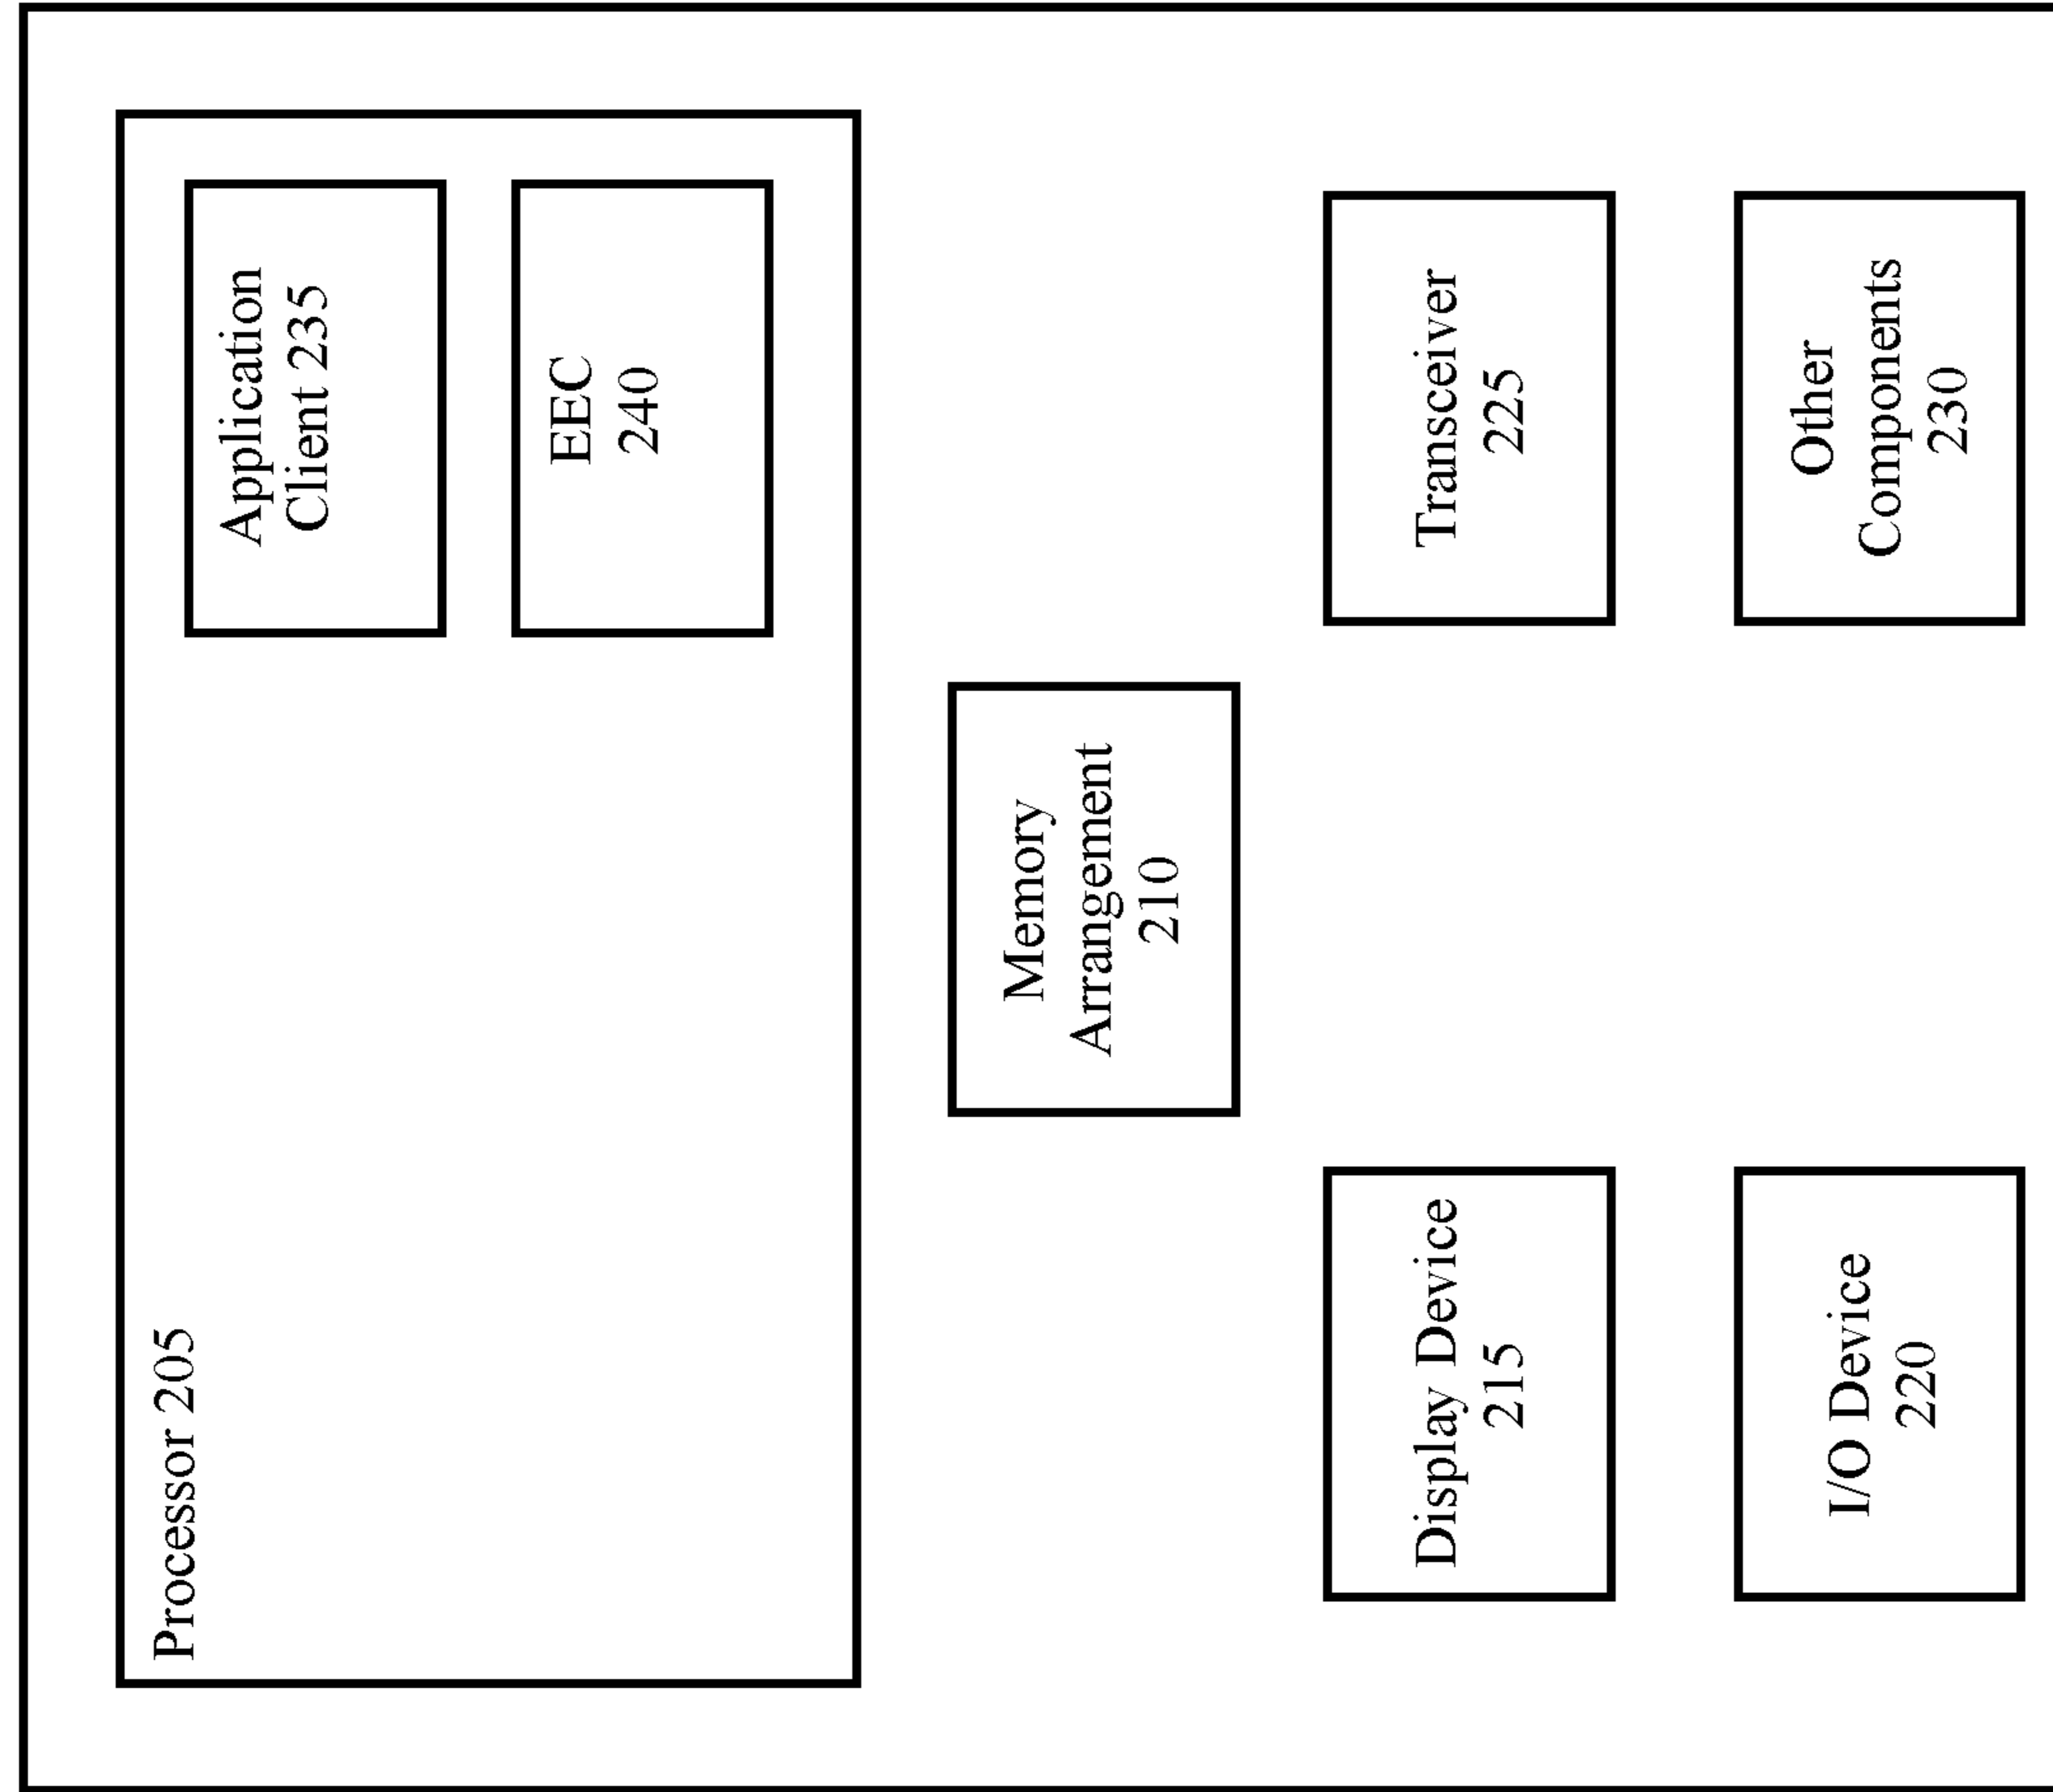 Processor 205
Application
Client 235
EEC
240
Memory
Arrangement
210
Display Device
215
Transceiver
225
I/O Device
220
Other
Components
230